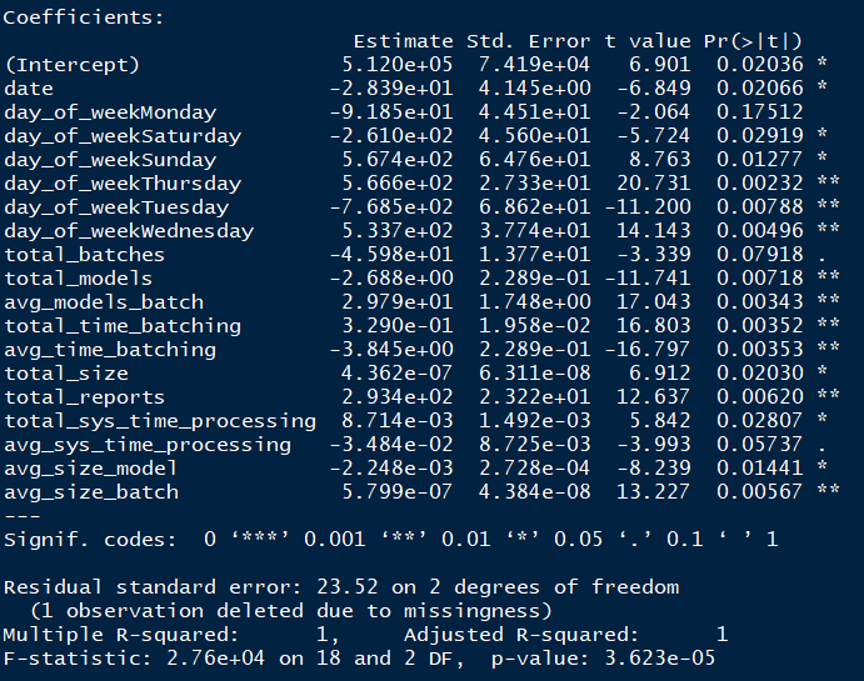 Coefficients:
Estimate Std. Error t value Pr(>|t|)
(Intercept) 5.120e+05 7.419e+04 6.901 0.02036 *
date -2.839e+01 4.145e+00 -6.849 0.02066 *
day_of_weekMonday -9.185e+01 4.451e+01 -2.064 0.17512
day_of_weekSaturday -2.610e+02 4.560e+01 -5.724 0.02919 *
day_of_weekSunday 5.674e+02 6.476e+01 8.763 0.01277 *
day_of_weekThursday 5.666e+02 2.733e+01 20.731 0.00232 **
day_of_weekTuesday -7.685e+02 6.862e+01 -11.200 0.00788 **
day_of_weekWednesday 5.337e+02 3.774e+01 14.143 0.00496 **
total_batches -4.598e+01 1.377e+01 -3.339 0.07918 .
total_models -2.688e+00 2.289e-01 -11.741 0.00718 **
avg_models_batch 2.979e+01 1.748e+00 17.043 0.00343 **
total_time_batching 3.290e-01 1.958e-02 16.803 0.00352 **
avg_time_batching -3.845e+00 2.289e-01 -16.797 0.00353 **
total_size 4.362e-07 6.311e-08 6.912 0.02030 *
total_reports 2.934e+02 2.322e+01 12.637 0.00620 **
total_sys_time_processing 8.714e-03 1.492e-03 5.842 0.02807 *
avg_sys_time_processing -3.484e-02 8.725e-03 -3.993 0.05737 .
avg_size_model -2.248e-03 2.728e-04 -8.239 0.01441 *
avg_size_batch 5.799e-07 4.384e-08 13.227 0.00567 **
---
Signif. codes: 0 ‘***’ 0.001 ‘**’ 0.01 ‘*’ 0.05 ‘.’ 0.1 ‘ ’ 1
Residual standard error: 23.52 on 2 degrees of freedom
(1 observation deleted due to missingness)
Multiple R-squared: 1, Adjusted R-squared: 1
F-statistic: 2.76e+04 on 18 and 2 DF, p-value: 3.623e-05